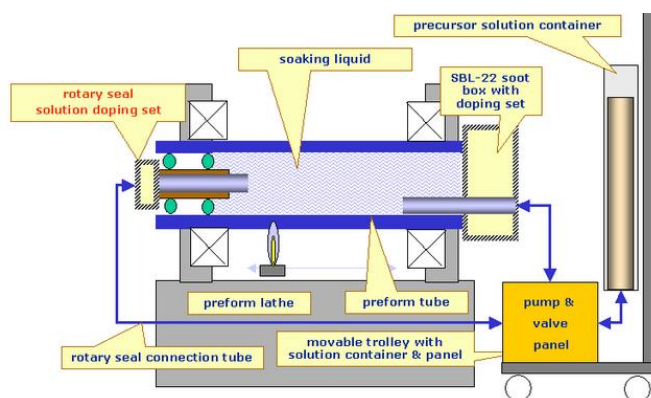 precursor solution container
soaking liquid
SBL-22 soot
box with
doping set
rotary seal
solution doping set
preform lathe
preform tube
pump &
valve
panel
rotary seal connection tube
movable trolley with
solution container & panel